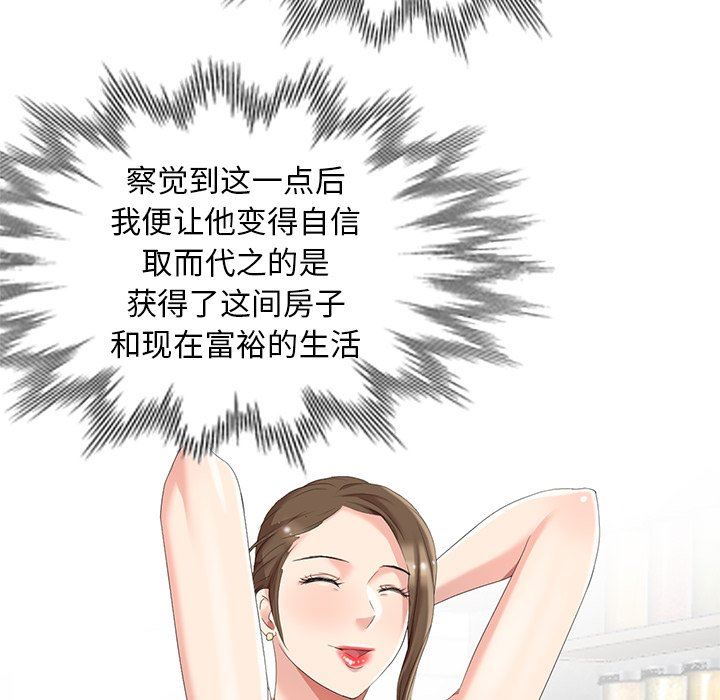 察觉到这一点后
我便让他变得自信
取而代之的是
获得了这间房子
和现在富裕的生活